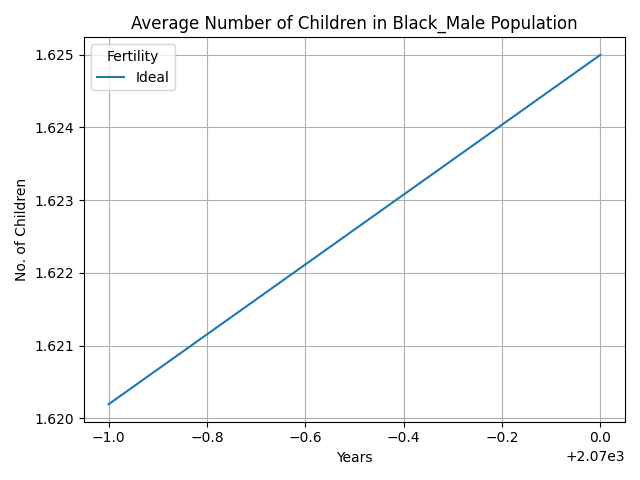 Average Number of Children in Black_Male Population
Fertility
Ideal
No. of Children
1.625
1.624
1.623
1.622
1.621
1.620
−1.0
−0.8
−0.6
−0.4
−0.2
0.0
+2.07e3
Years